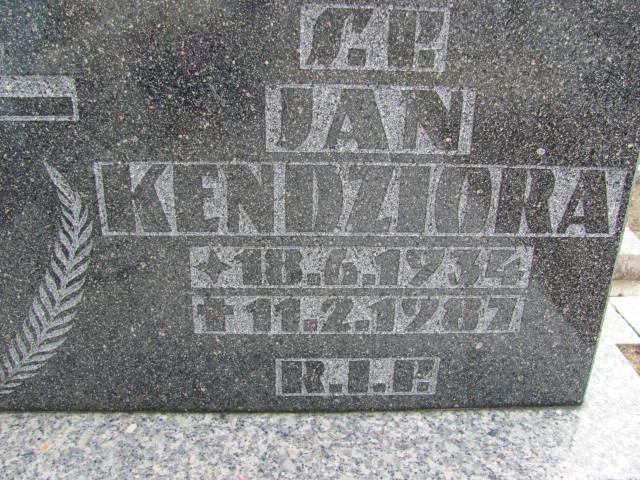 Ś.P.
JAN
KENDZIORA
* 18.6.1934
† 11.2.1987
R.I.P.